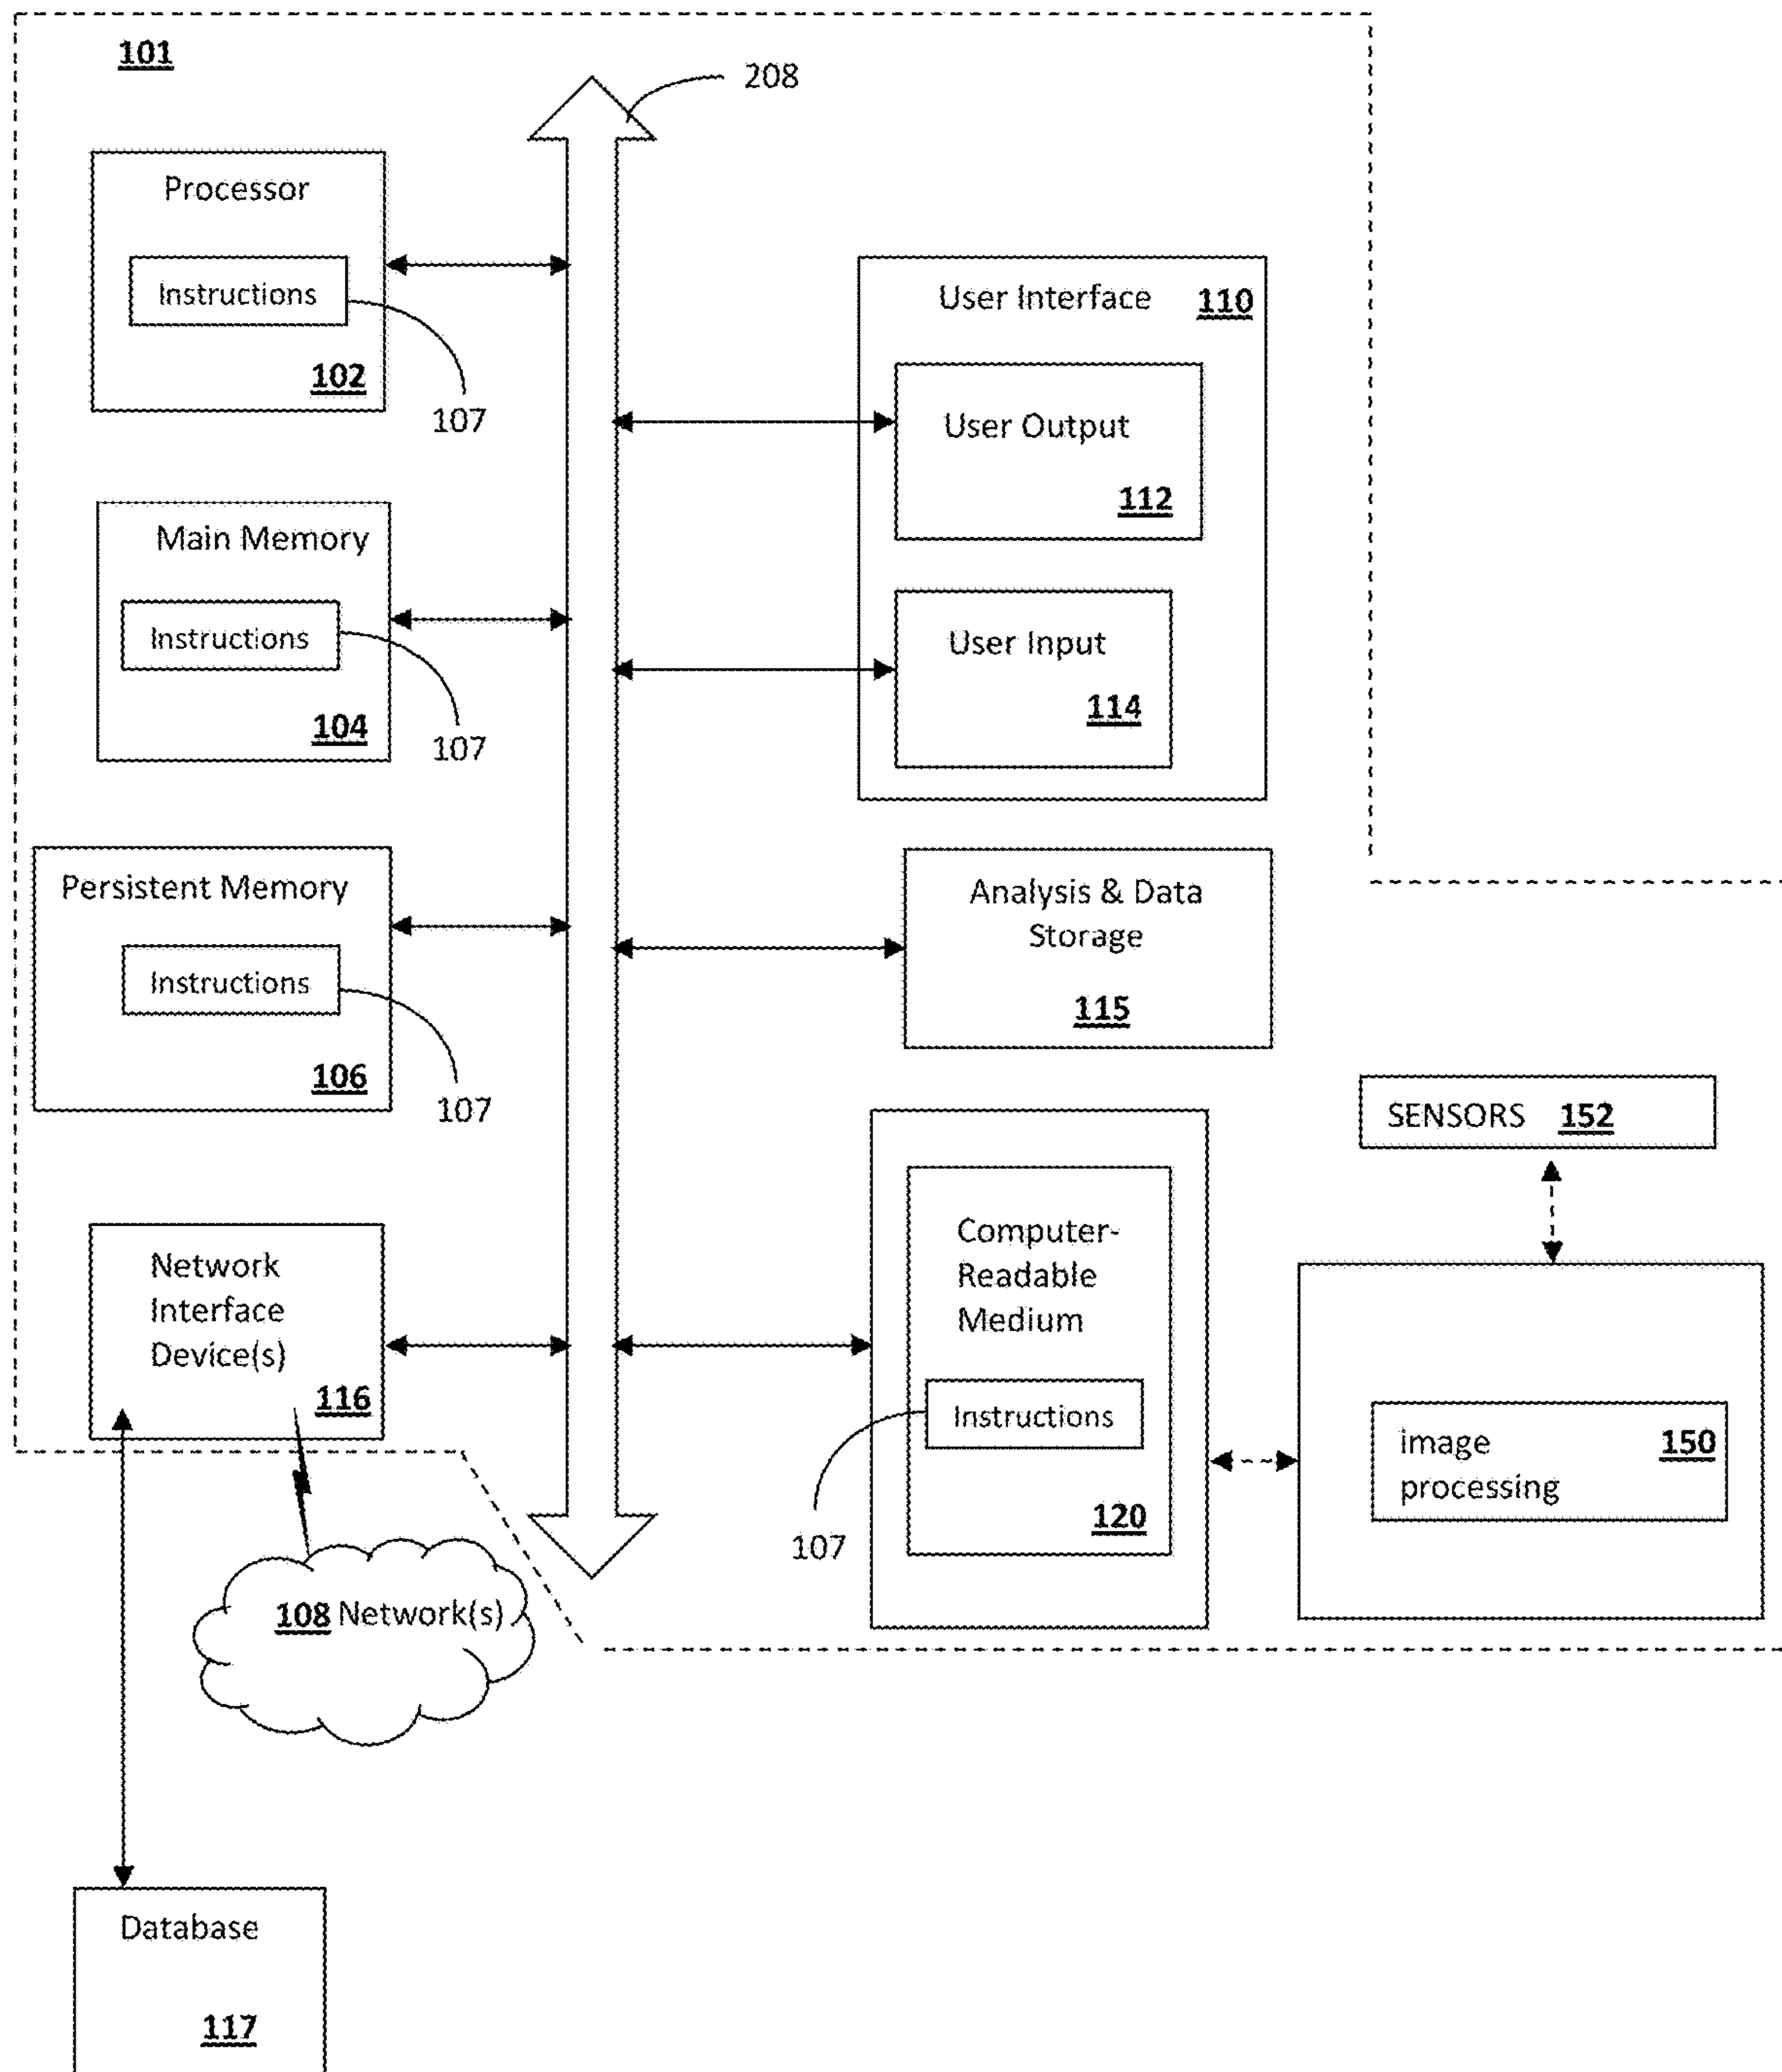 101
208
Processor
Instructions
102
107
Main Memory
Instructions
104
107
Persistent Memory
Instructions
106
107
Network
Interface
Device(s)
116
108 Network(s)
Database
117
User Interface 110
User Output
112
User Input
114
Analysis & Data
Storage
115
Computer-
Readable
Medium
Instructions
107
120
SENSORS 152
image 150
processing